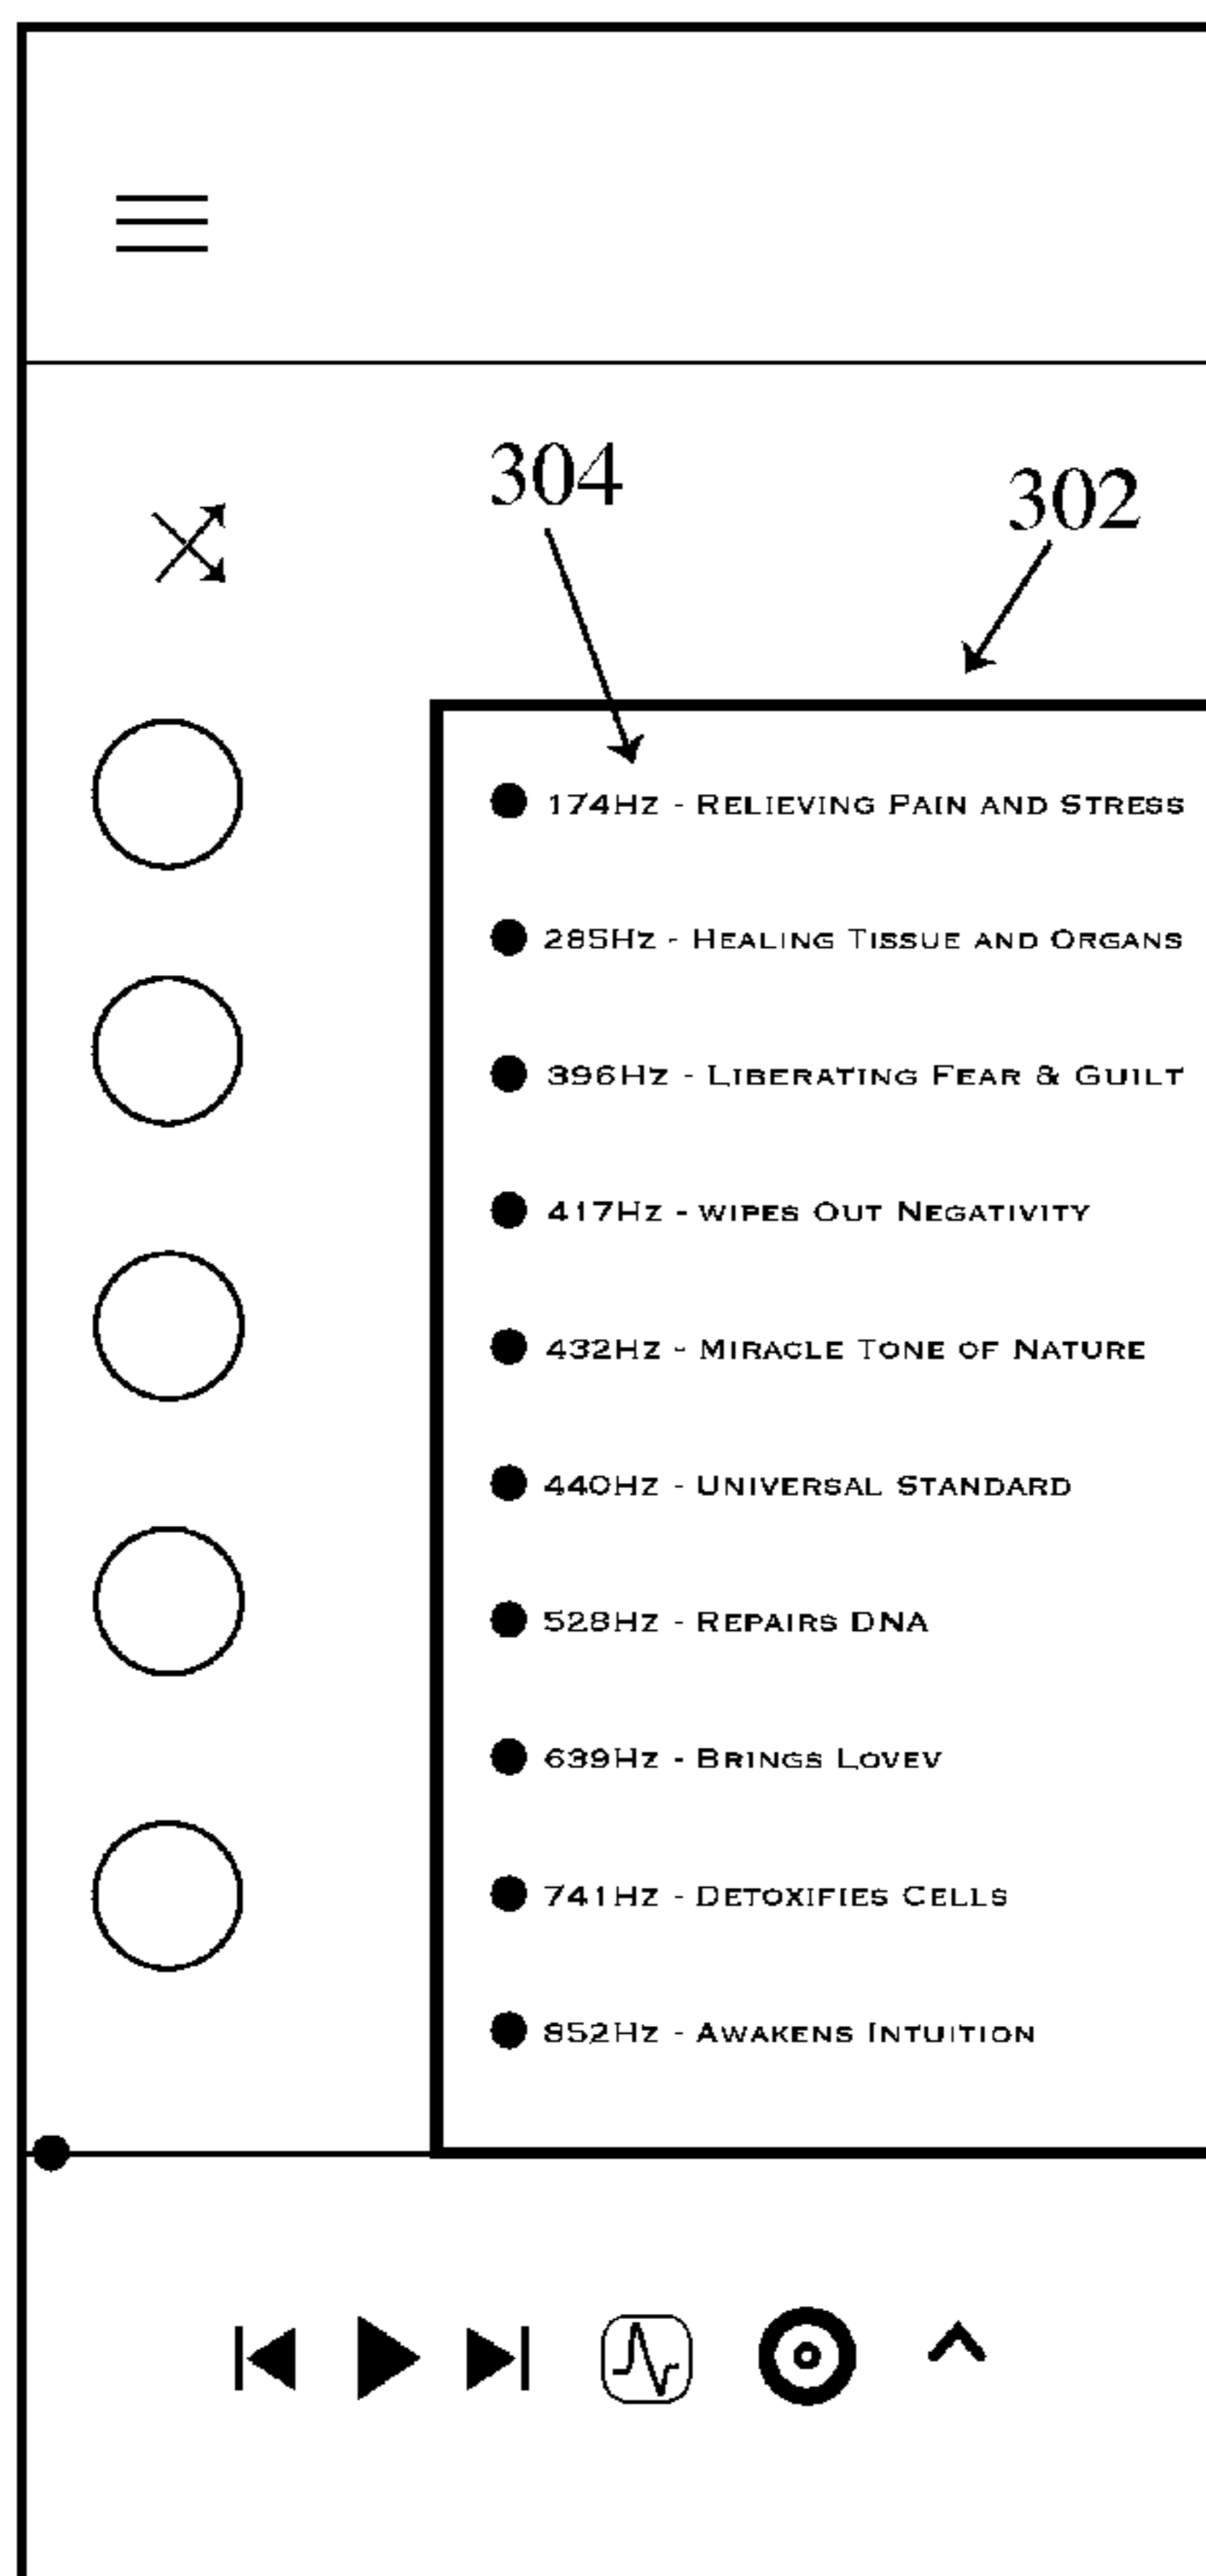 304
302
174Hz - Relieving Pain and Stress
285Hz - Healing Tissue and Organs
396Hz - Liberating Fear & Guilt
417Hz - wipes Out Negativity
432Hz - Miracle Tone of Nature
440Hz - Universal Standard
528Hz - Repairs DNA
639Hz - Brings Lovev
741Hz - Detoxifies Cells
852Hz - Awakens Intuition